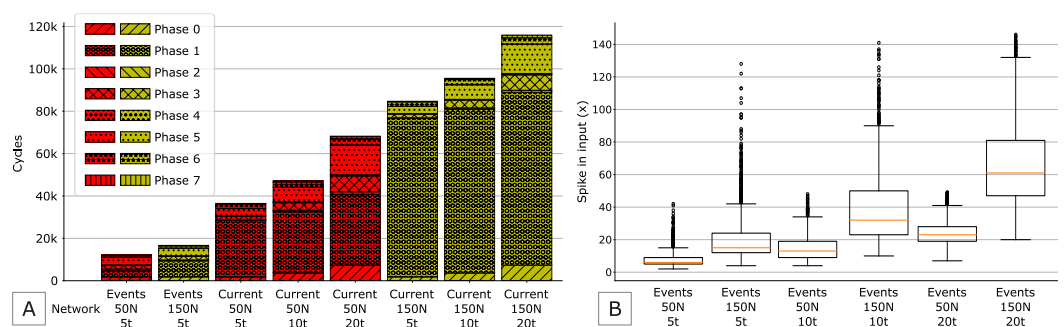 120k
100k
80k
60k
40k
20k
0
Cycles
Phase 0
Phase 1
Phase 2
Phase 3
Phase 4
Phase 5
Phase 6
Phase 7
A
Network
Events 50N 5t
Events 150N 5t
Current 50N 5t
Current 50N 10t
Current 50N 20t
Current 150N 5t
Current 150N 10t
Current 150N 20t
140
120
100
80
60
40
20
0
Spike in input (x)
B
Events 50N 5t
Events 150N 5t
Events 50N 10t
Events 150N 10t
Events 50N 20t
Events 150N 20t